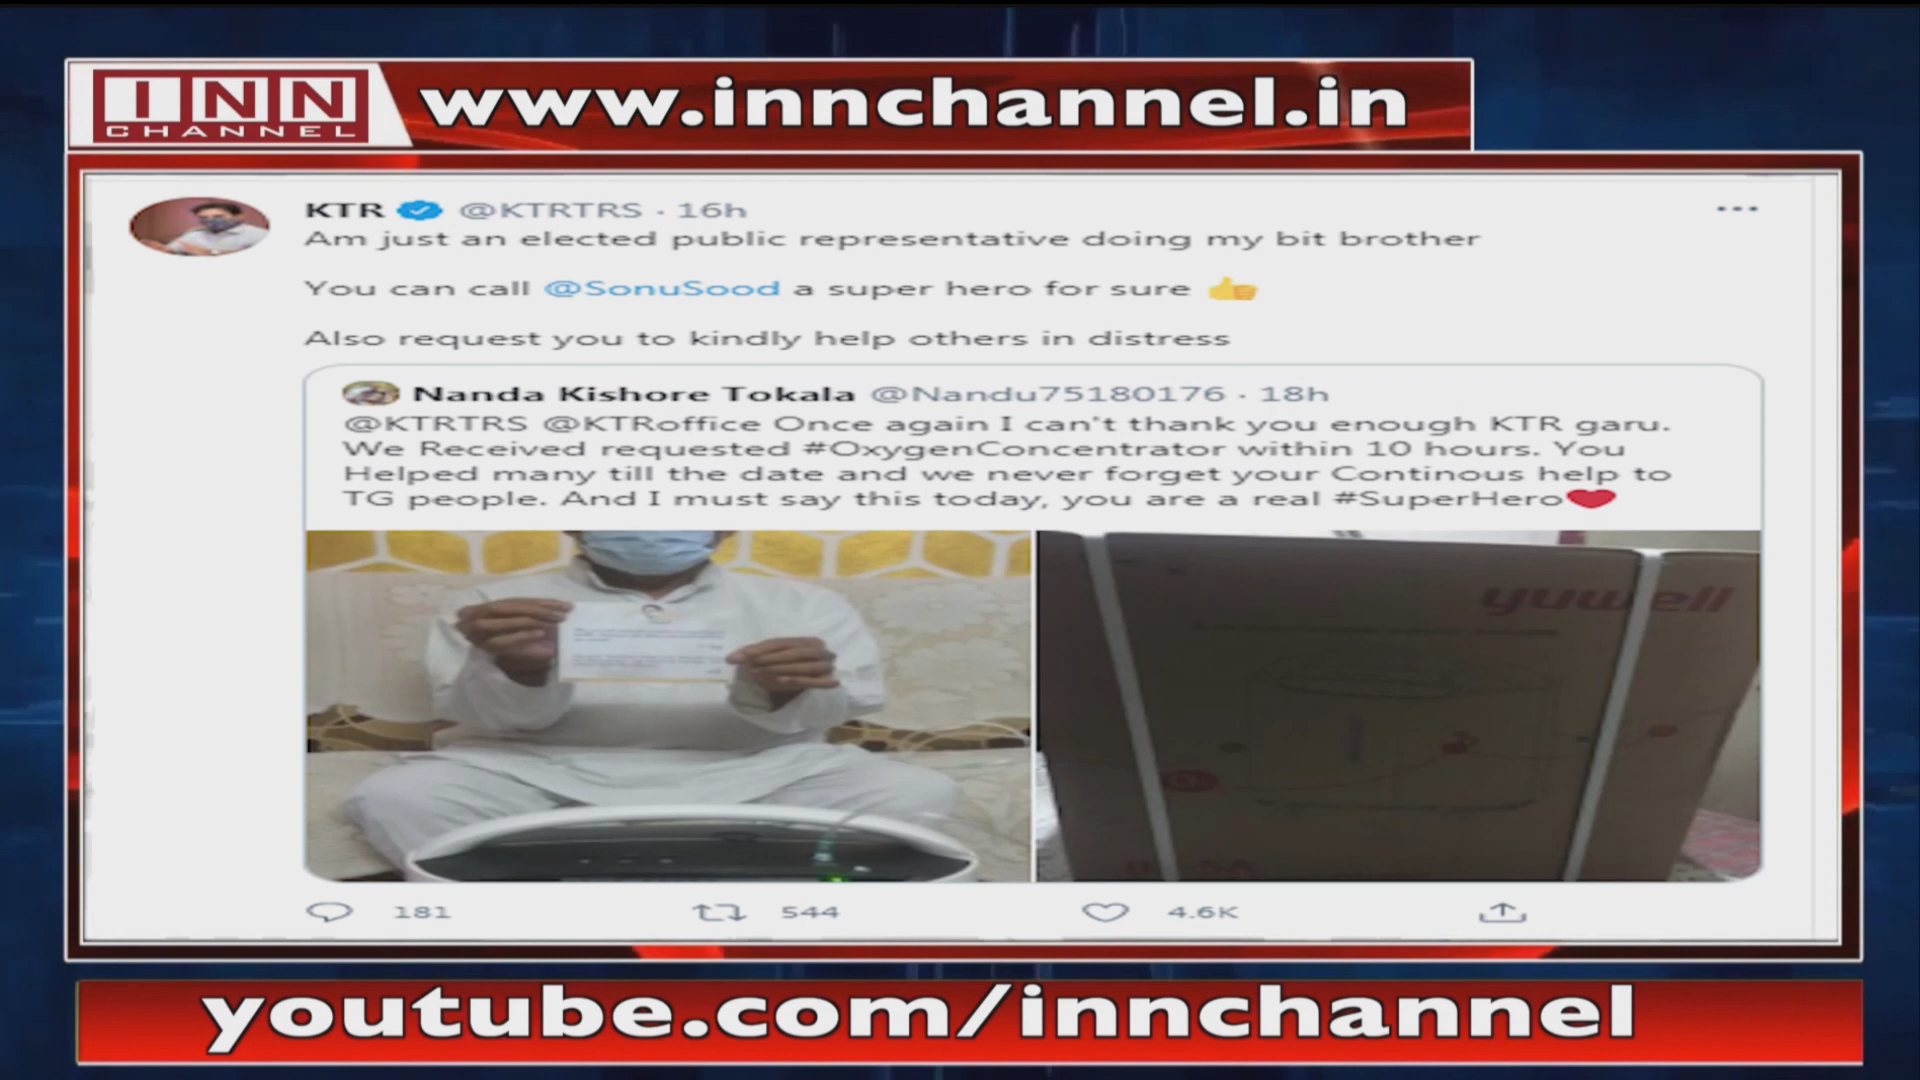 INN
CHANNEL
www.innchannel.in
KTR @KTRTRS · 16h
Am just an elected public representative doing my bit brother
You can call @SonuSood a super hero for sure 👍
Also request you to kindly help others in distress
Nanda Kishore Tokala @Nandu75180176 · 18h
@KTRTRS @KTRoffice Once again I can't thank you enough KTR garu.
We Received requested #OxygenConcentrator within 10 hours. You
Helped many till the date and we never forget your Continous help to
TG people. And I must say this today, you are a real #SuperHero❤
yuwell
181 544 4.6K
youtube.com/innchannel